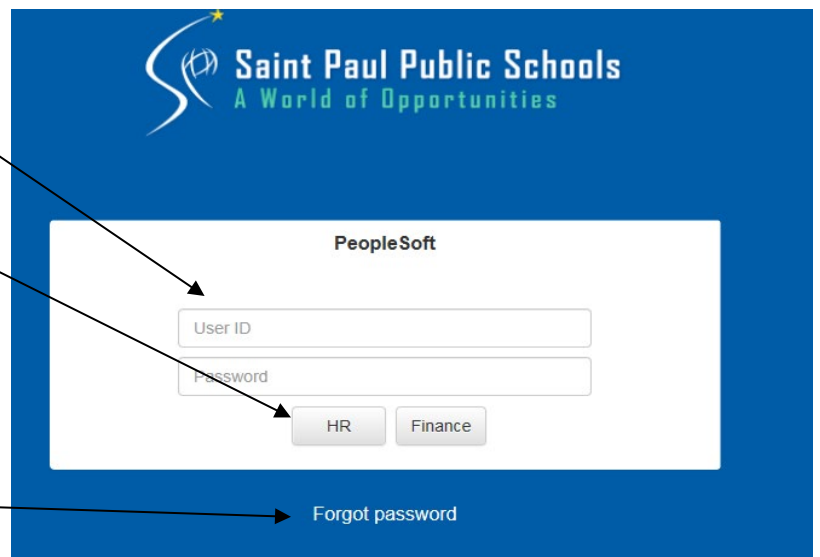 Saint Paul Public Schools
A World of Opportunities
PeopleSoft
User ID
Password
HR Finance
Forgot password